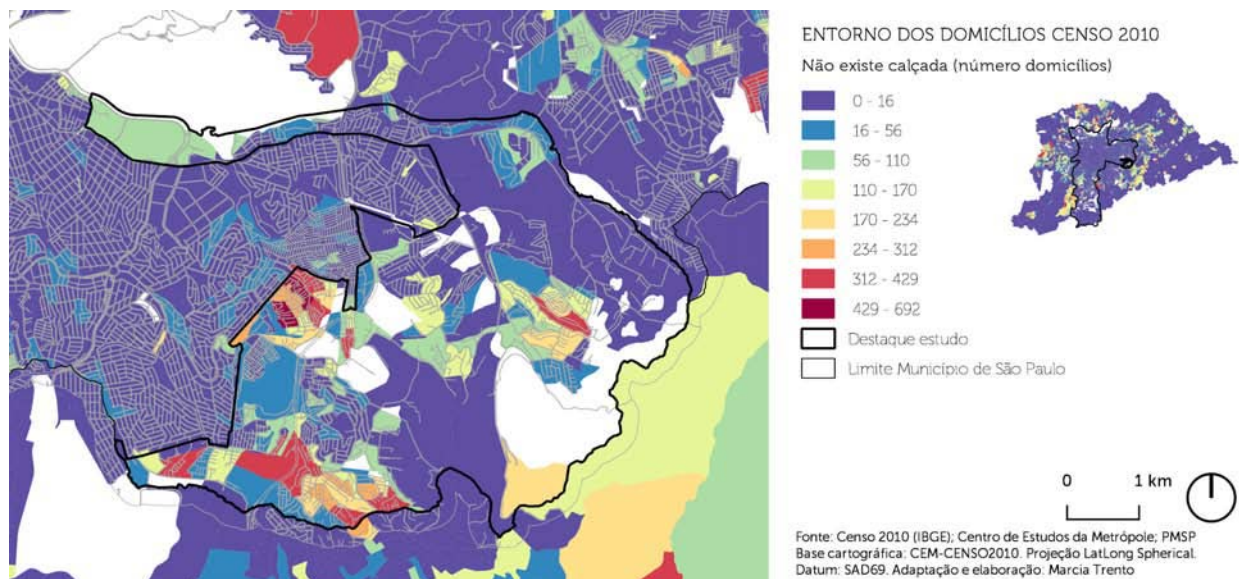 ENTORNO DOS DOMICÍLIOS CENSO 2010
Não existe calçada (número domicílios)
0 - 16
16 - 56
56 - 110
110 - 170
170 - 234
234 - 312
312 - 429
429 - 692
Destaque estudo
Limite Município de São Paulo
0 1 km
Fonte: Censo 2010 (IBGE); Centro de Estudos da Metrópole; PMSP
Base cartográfica: CEM-CENSO2010. Projeção LatLong Spherical.
Datum: SAD69. Adaptação e elaboração: Marcia Trento